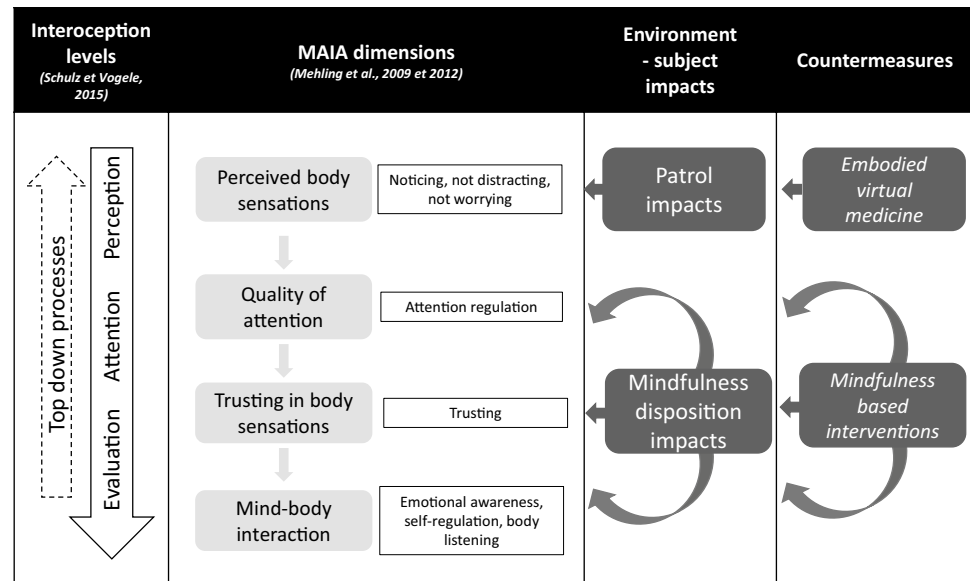 Interoception
levels
(Schulz et Vogele,
2015)
MAIA dimensions
(Mehling et al., 2009 et 2012)
Environment
- subject
impacts
Countermeasures
Top down processes
Evaluation Attention Perception
Perceived body
sensations
Noticing, not distracting,
not worrying
Patrol
impacts
Embodied
virtual
medicine
Quality of
attention
Attention regulation
Trusting in body
sensations
Trusting
Mindfulness
disposition
impacts
Mindfulness
based
interventions
Mind-body
interaction
Emotional awareness,
self-regulation, body
listening